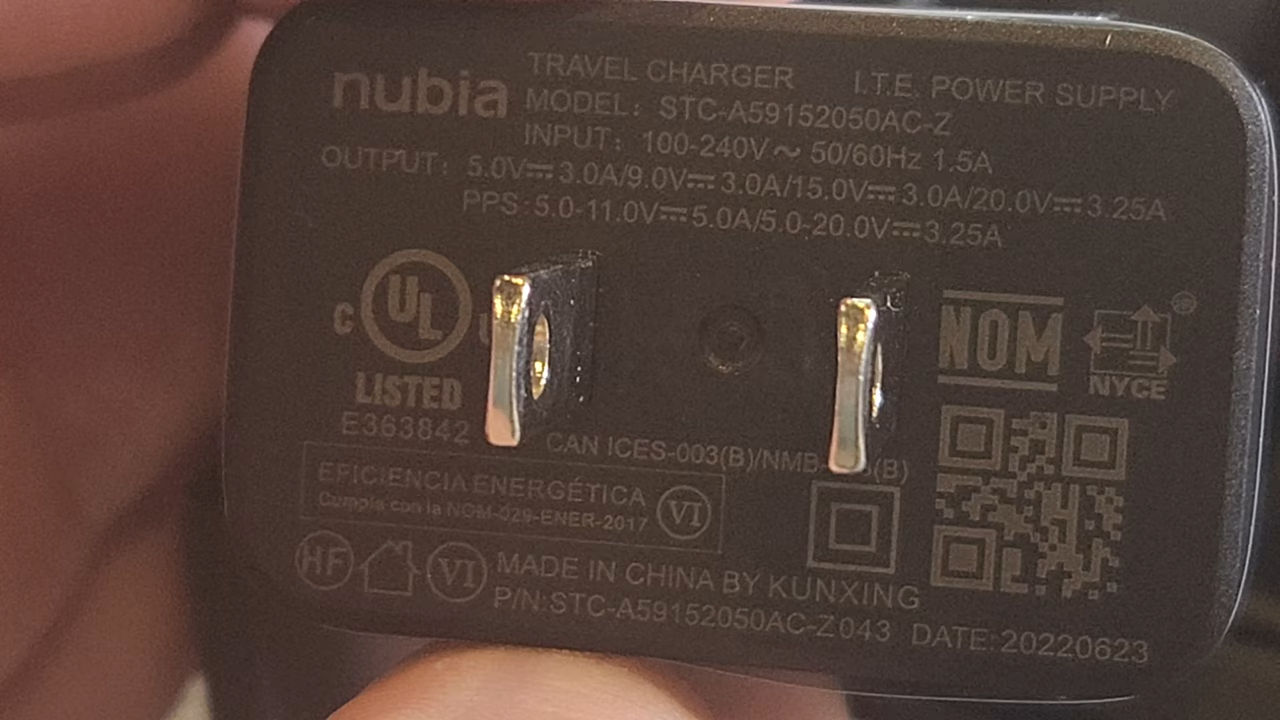 nubia
TRAVEL CHARGER I.T.E. POWER SUPPLY
MODEL: STC-A59152050AC-Z
INPUT: 100-240V~ 50/60Hz 1.5A
OUTPUT: 5.0V⎓3.0A/9.0V⎓3.0A/15.0V⎓3.0A/20.0V⎓3.25A
PPS:5.0-11.0V⎓5.0A/5.0-20.0V⎓3.25A
C UL
LISTED
E363842
NOM
NYCE
CAN ICES-003(B)/NMB- (B)
EFICIENCIA ENERGÉTICA
Cumple con la NOM-029-ENER-2017
VI
HF VI
MADE IN CHINA BY KUNXING
P/N:STC-A59152050AC-Z043 DATE:20220623